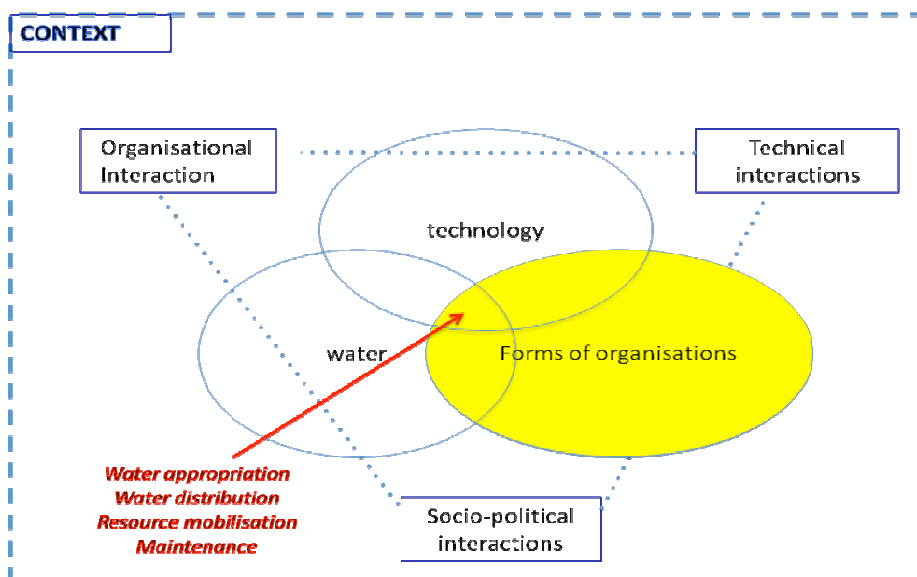 CONTEXT
Organisational
Interaction
Technical
interactions
technology
water
Forms of organisations
Water appropriation
Water distribution
Resource mobilisation
Maintenance
Socio-political
interactions